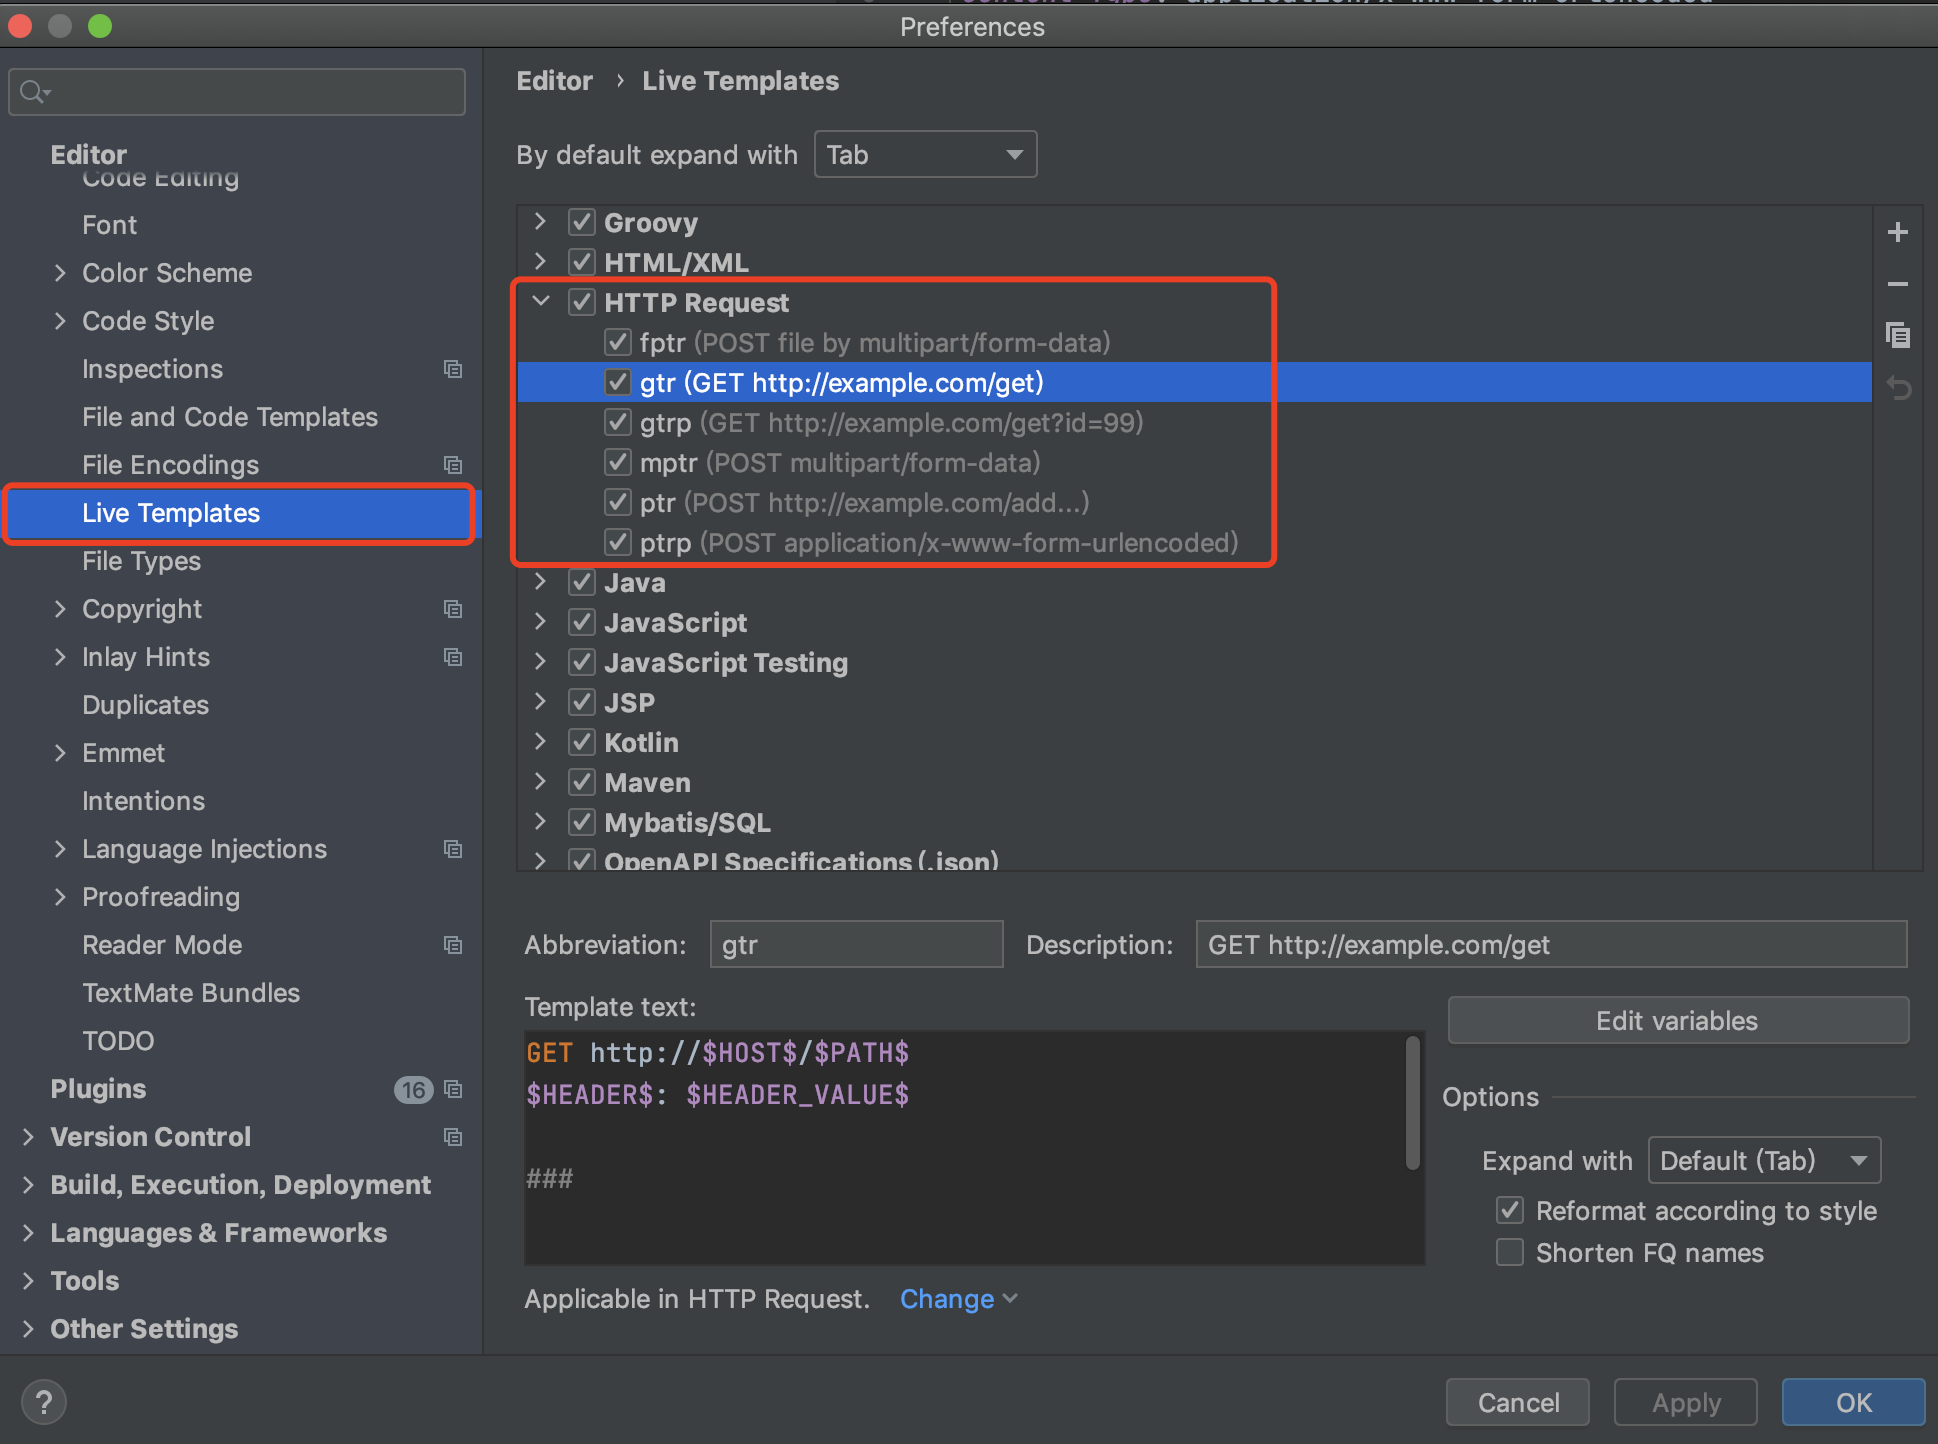 Preferences
Editor
Code Editing
Font
Color Scheme
Code Style
Inspections
File and Code Templates
File Encodings
Live Templates
File Types
Copyright
Inlay Hints
Duplicates
Emmet
Intentions
Language Injections
Proofreading
Reader Mode
TextMate Bundles
TODO
Plugins 16
Version Control
Build, Execution, Deployment
Languages & Frameworks
Tools
Other Settings
?
Editor › Live Templates
By default expand with Tab
Groovy
HTML/XML
HTTP Request
fptr (POST file by multipart/form-data)
gtr (GET http://example.com/get)
gtrp (GET http://example.com/get?id=99)
mptr (POST multipart/form-data)
ptr (POST http://example.com/add...)
ptrp (POST application/x-www-form-urlencoded)
Java
JavaScript
JavaScript Testing
JSP
Kotlin
Maven
Mybatis/SQL
OpenAPI Specifications (.json)
Abbreviation: gtr Description: GET http://example.com/get
Template text:
GET http://$HOST$/$PATH$
$HEADER$: $HEADER_VALUE$
###
Edit variables
Options
Expand with Default (Tab)
Reformat according to style
Shorten FQ names
Applicable in HTTP Request. Change
Cancel Apply OK